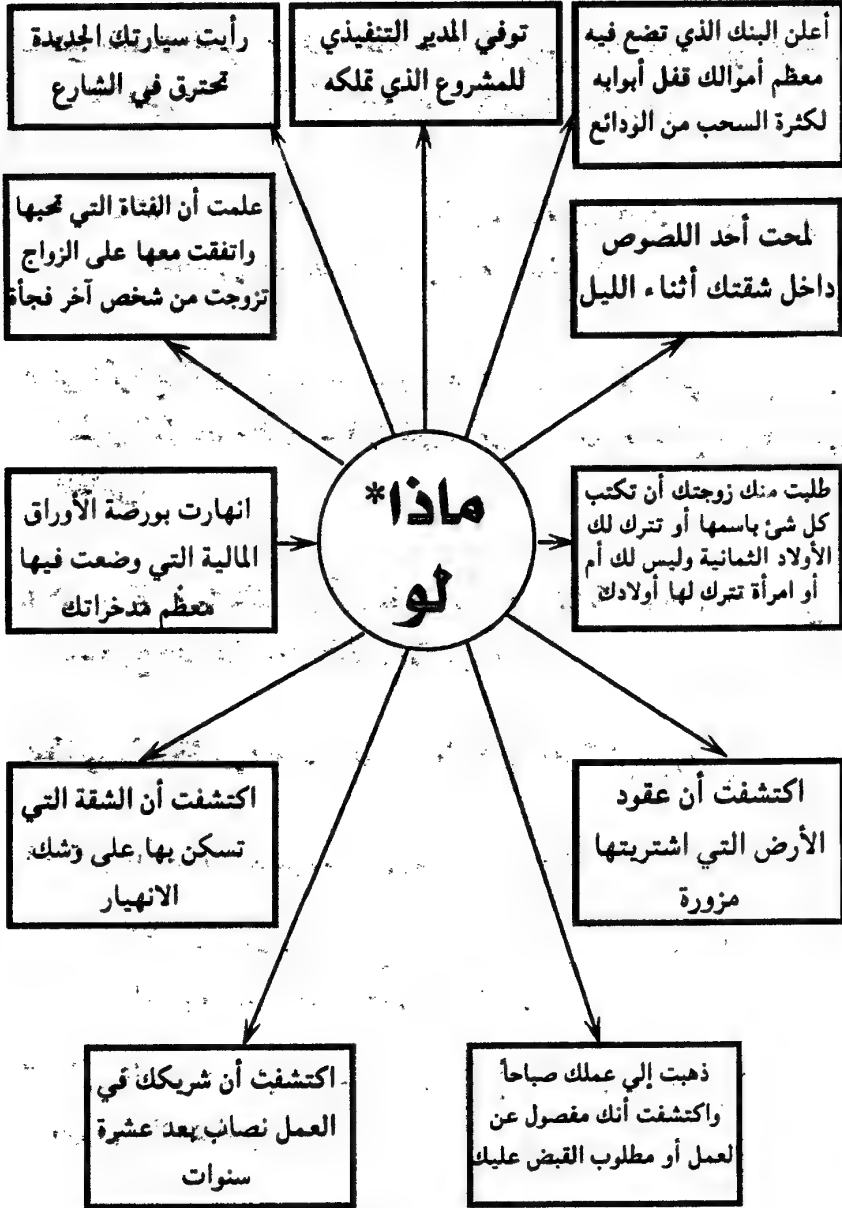 أعلن البنك الذي تضع فيه
معظم أموالك قفل أبوابه
لكثرة السحب من الودائع
توفي المدير التنفيذي
للمشروع الذي تملكه
رأيت سيارتك الجديدة
تحترق في الشارع
لمحت أحد اللصوص
داخل شقتك أثناء الليل
علمت أن الفتاة التي تحبها
واتفقت معها على الزواج
تزوجت من شخص آخر فجأة
ماذا*
لو
طلبت منك زوجتك أن تكتب
كل شئ باسمها أو تترك لك
الأولاد الثمانية وليس لك أم
أو امرأة تترك لها أولادك
انهارت بورصة الأوراق
المالية التي وضعت فيها
معظم مدخراتك
اكتشفت أن عقود
الأرض التي اشتريتها
مزورة
اكتشفت أن الشقة التي
تسكن بها على وشك
الانهيار
ذهبت إلي عملك صباحاً
واكتشفت أنك مفصول عن
العمل أو مطلوب القبض عليك
اكتشفت أن شريكك في
العمل نصاب بعد عشرة
سنوات